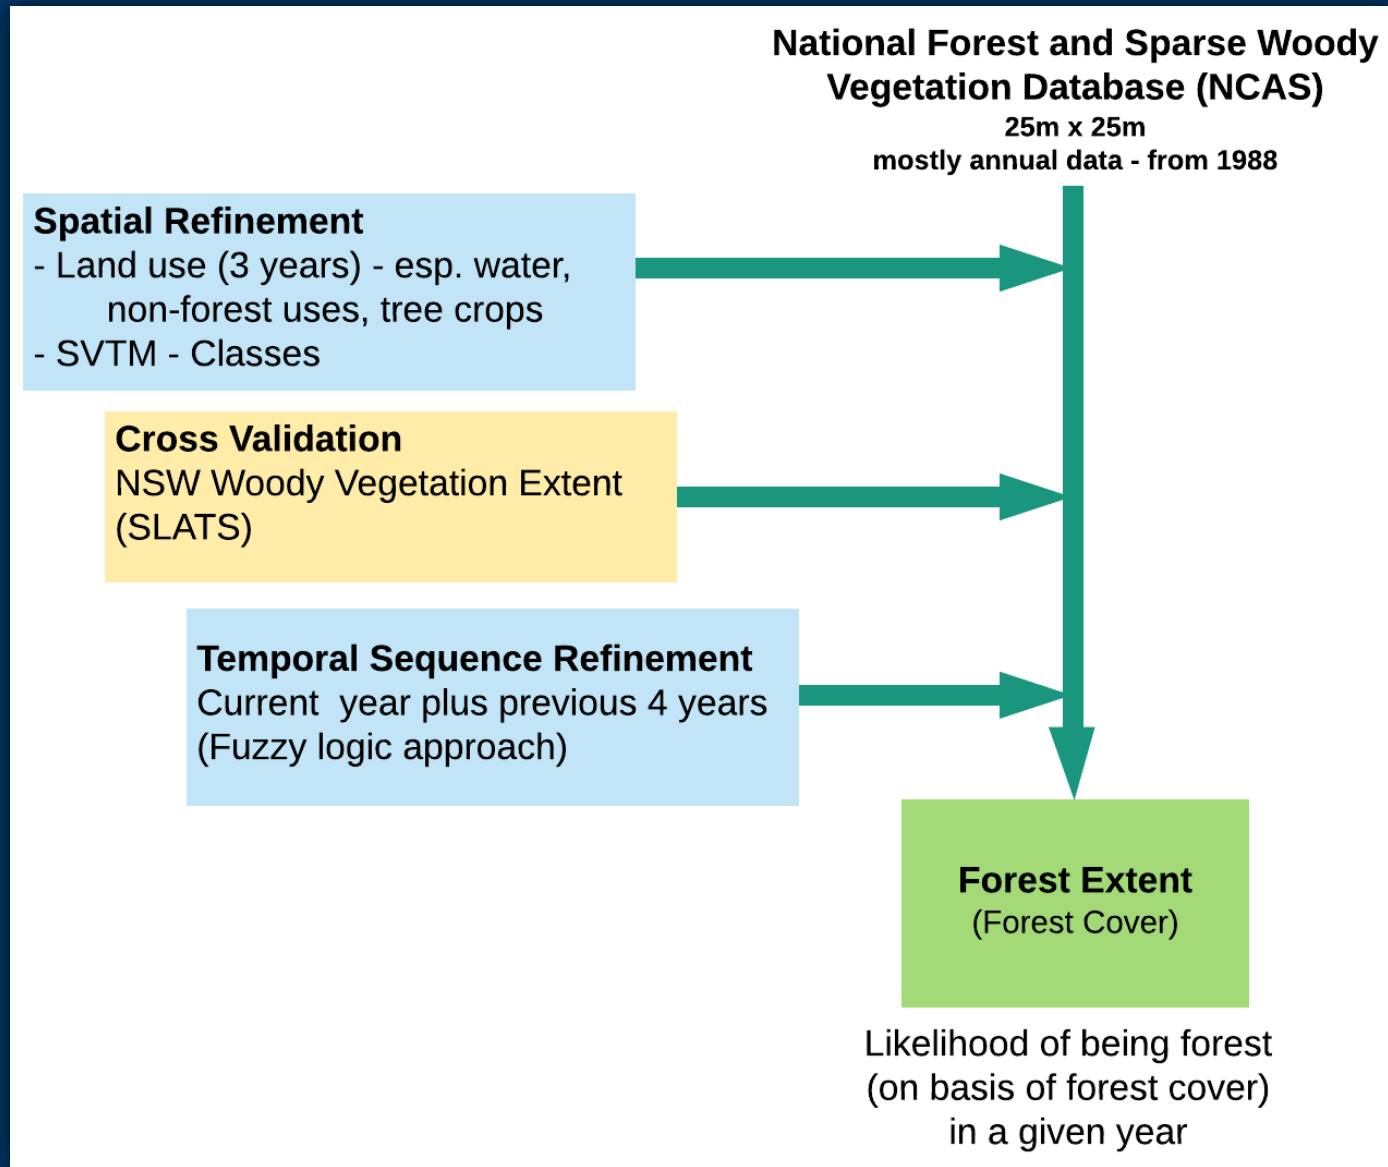 National Forest and Sparse Woody
Vegetation Database (NCAS)
25m x 25m
mostly annual data - from 1988
Spatial Refinement
- Land use (3 years) - esp. water,
non-forest uses, tree crops
- SVTM - Classes
Cross Validation
NSW Woody Vegetation Extent
(SLATS)
Temporal Sequence Refinement
Current  year plus previous 4 years
(Fuzzy logic approach)
Forest Extent
(Forest Cover)
Likelihood of being forest
(on basis of forest cover)
in a given year